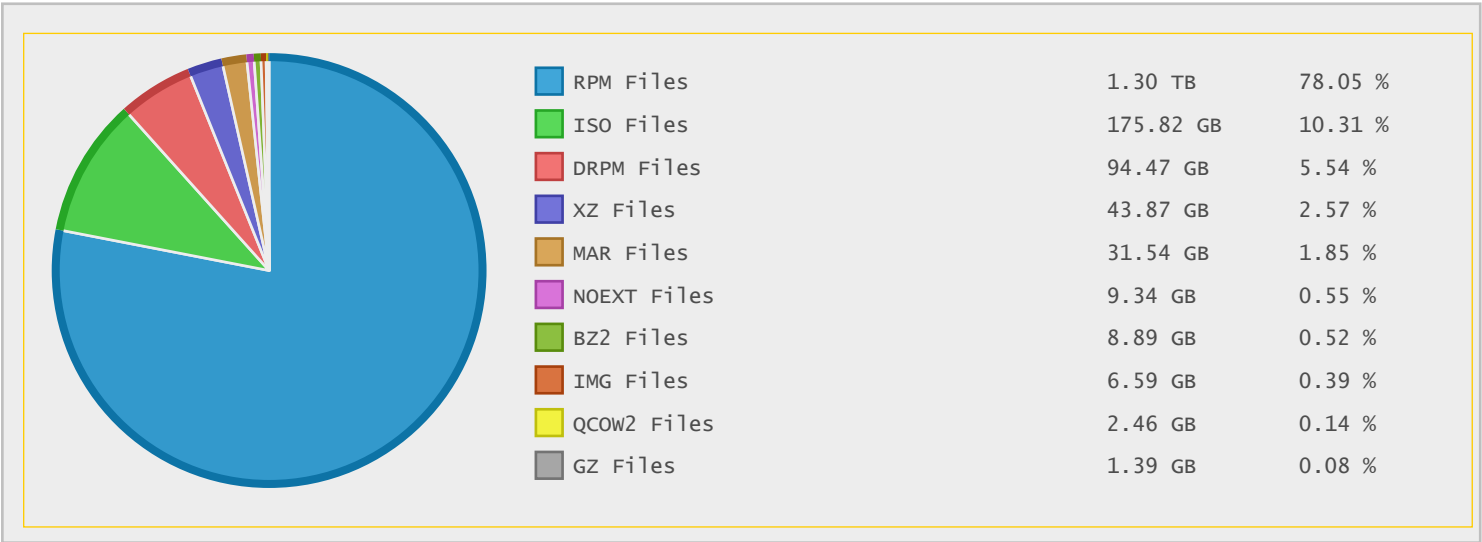 RPM Files 1.30 TB 78.05 %
ISO Files 175.82 GB 10.31 %
DRPM Files 94.47 GB 5.54 %
XZ Files 43.87 GB 2.57 %
MAR Files 31.54 GB 1.85 %
NOEXT Files 9.34 GB 0.55 %
BZ2 Files 8.89 GB 0.52 %
IMG Files 6.59 GB 0.39 %
QCOW2 Files 2.46 GB 0.14 %
GZ Files 1.39 GB 0.08 %